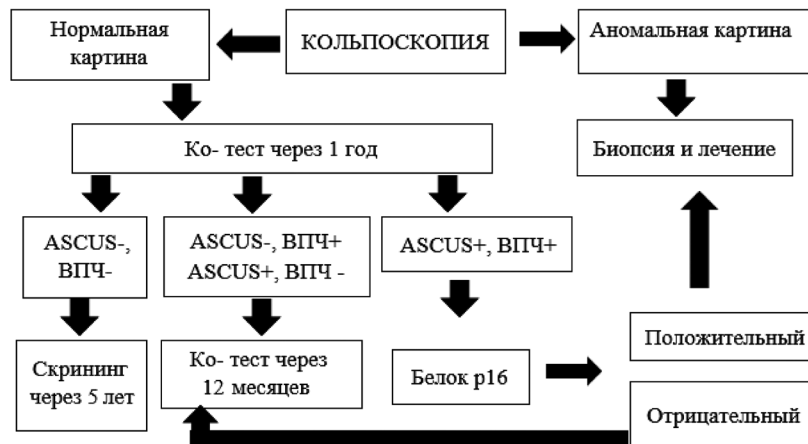 Нормальная
картина
КОЛЬПОСКОПИЯ
Аномальная картина
Ко- тест через 1 год
Биопсия и лечение
ASCUS-,
ВПЧ-
ASCUS-, ВПЧ+
ASCUS+, ВПЧ -
ASCUS+, ВПЧ+
Скрининг
через 5 лет
Ко- тест через
12 месяцев
Белок р16
Положительный
Отрицательный